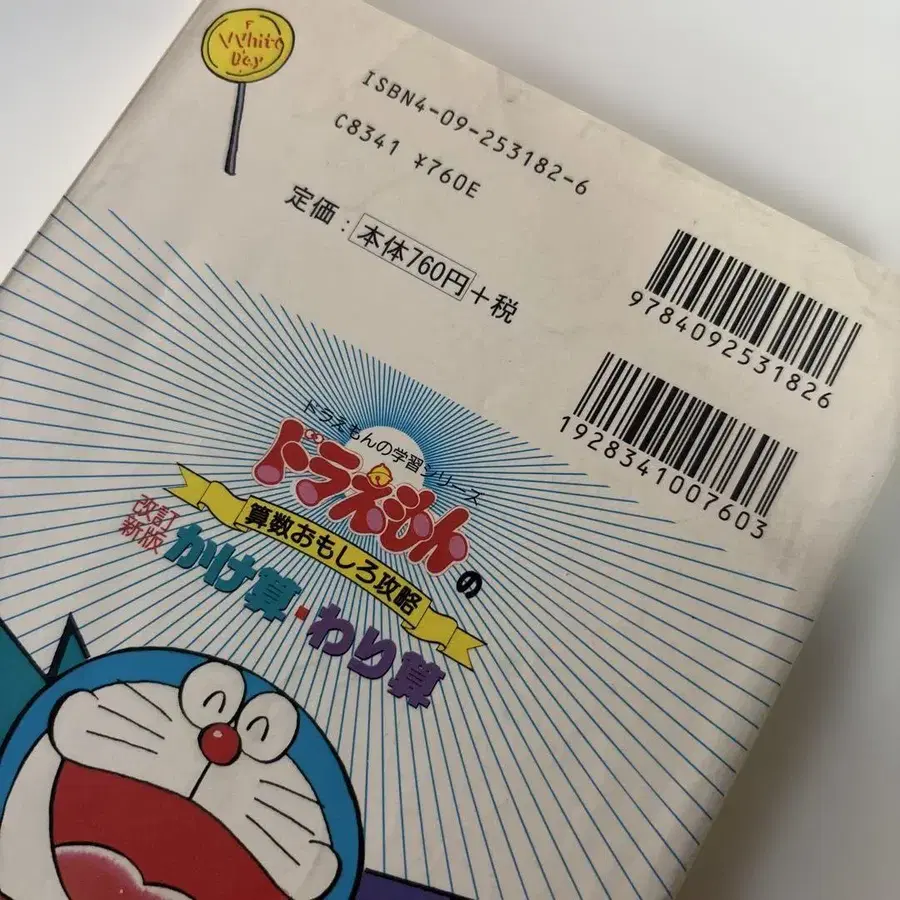 F
White
Day
ISBN4-09-253182-6
C8341 ¥760E
定価：本体760円+税
9784092531826
1928341007603
ドラえもんの学習シリーズ
ドラえもんの
算数おもしろ攻略
改訂
新版
かけ算・わり算